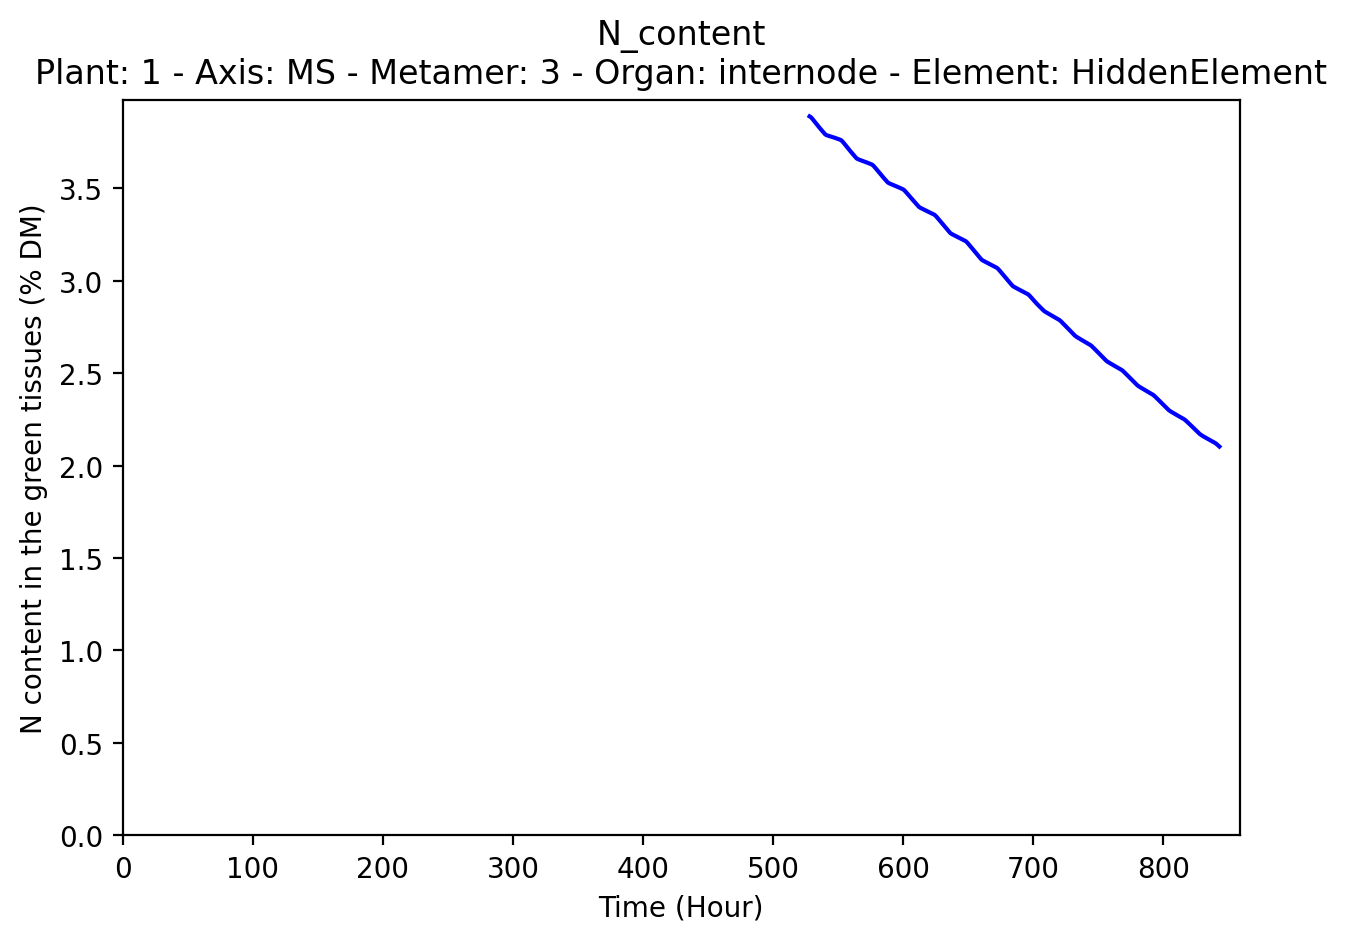 N_content
Plant: 1 - Axis: MS - Metamer: 3 - Organ: internode - Element: HiddenElement
N content in the green tissues (% DM)
3.5
3.0
2.5
2.0
1.5
1.0
0.5
0.0
0 100 200 300 400 500 600 700 800
Time (Hour)